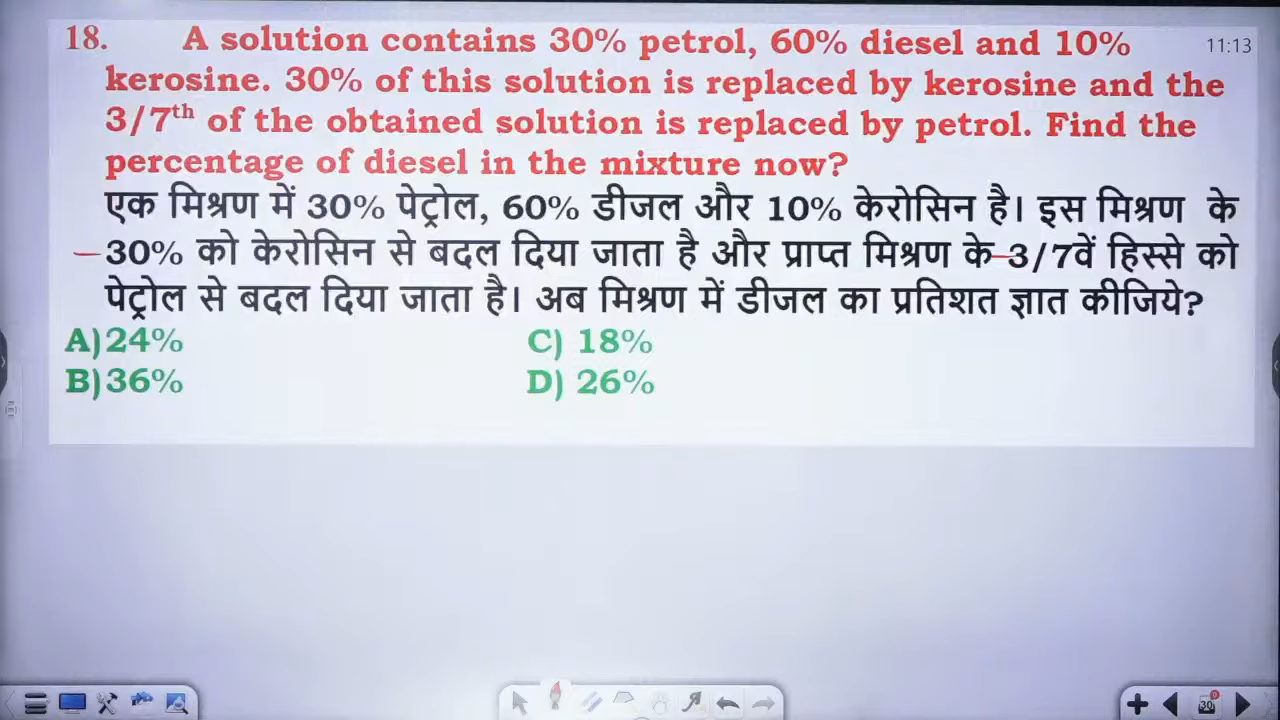 18. A solution contains 30% petrol, 60% diesel and 10%
11:13
kerosine. 30% of this solution is replaced by kerosine and the
3/7th of the obtained solution is replaced by petrol. Find the
percentage of diesel in the mixture now?
एक मिश्रण में 30% पेट्रोल, 60% डीजल और 10% केरोसिन है। इस मिश्रण के
30% को केरोसिन से बदल दिया जाता है और प्राप्त मिश्रण के 3/7वें हिस्से को
पेट्रोल से बदल दिया जाता है। अब मिश्रण में डीजल का प्रतिशत ज्ञात कीजिये?
A)24% C) 18%
B)36% D) 26%
30